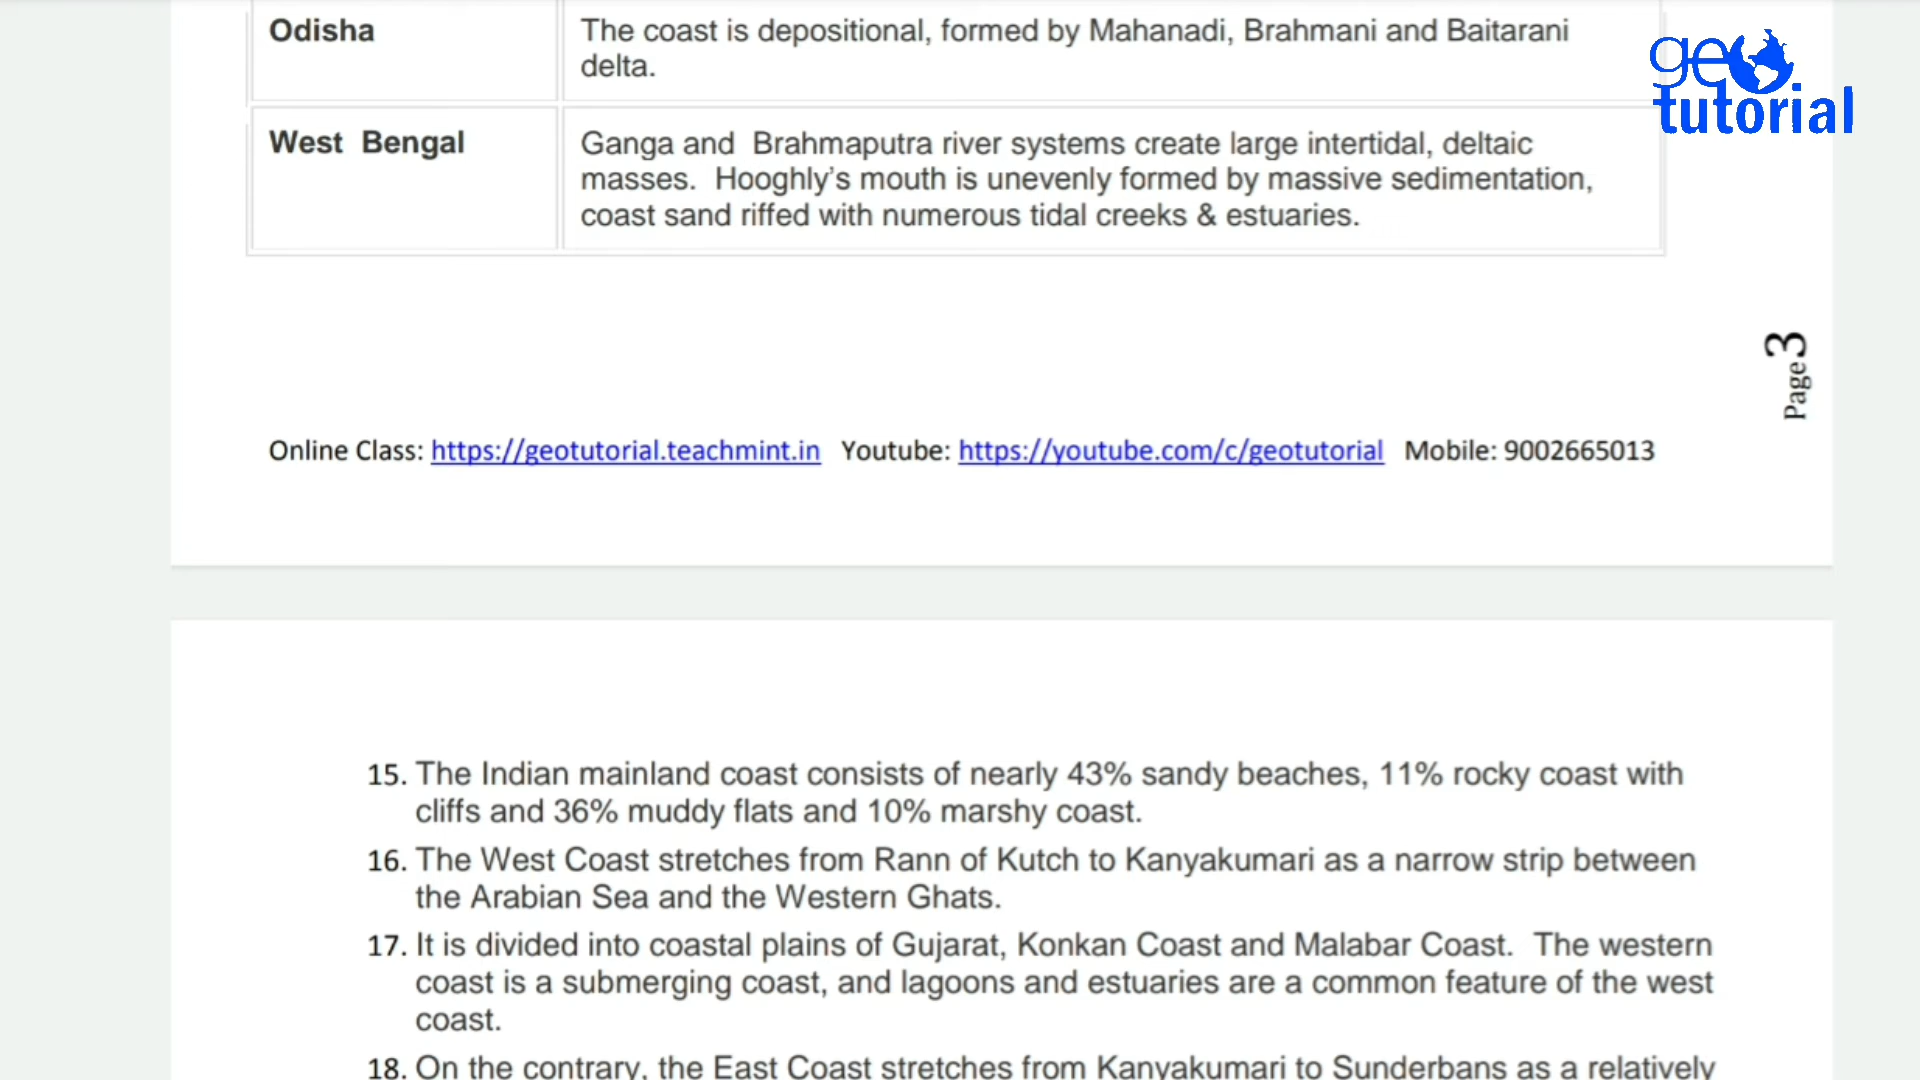 Odisha
The coast is depositional, formed by Mahanadi, Brahmani and Baitarani
delta.
geo
tutorial
West Bengal
Ganga and Brahmaputra river systems create large intertidal, deltaic
masses. Hooghly’s mouth is unevenly formed by massive sedimentation,
coast sand riffed with numerous tidal creeks & estuaries.
Page 3
Online Class: https://geotutorial.teachmint.in Youtube: https://youtube.com/c/geotutorial Mobile: 9002665013
15. The Indian mainland coast consists of nearly 43% sandy beaches, 11% rocky coast with
cliffs and 36% muddy flats and 10% marshy coast.
16. The West Coast stretches from Rann of Kutch to Kanyakumari as a narrow strip between
the Arabian Sea and the Western Ghats.
17. It is divided into coastal plains of Gujarat, Konkan Coast and Malabar Coast. The western
coast is a submerging coast, and lagoons and estuaries are a common feature of the west
coast.
18. On the contrary, the East Coast stretches from Kanyakumari to Sunderbans as a relatively